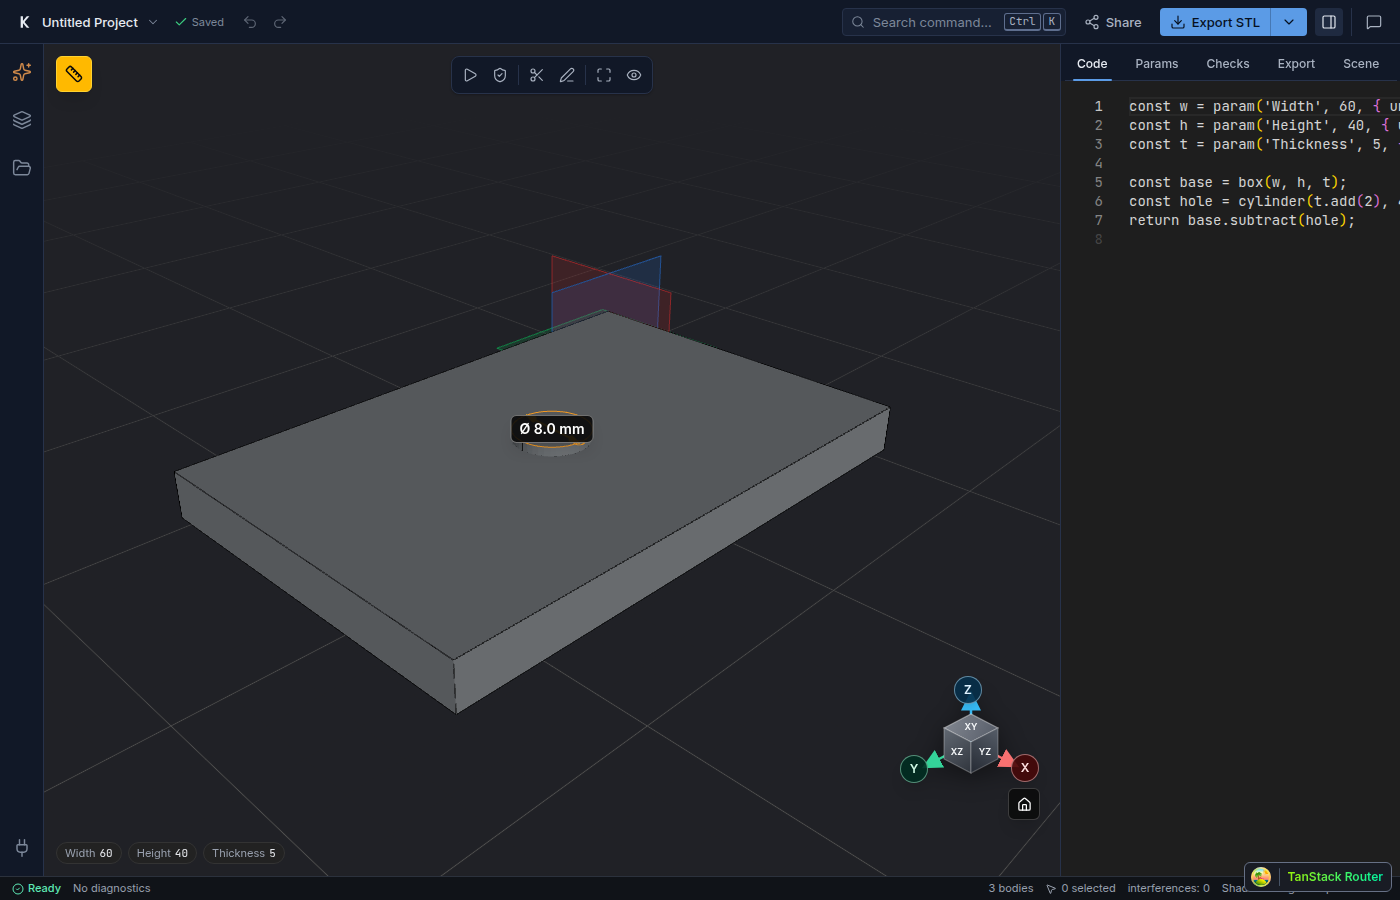 Untitled Project
Saved
Search command...
Ctrl K
Share
Export STL
Code
Params
Checks
Export
Scene
1 const w = param('Width', 60, {
2 const h = param('Height', 40, {
3 const t = param('Thickness', 5,
4
5 const base = box(w, h, t);
6 const hole = cylinder(t.add(2),
7 return base.subtract(hole);
8
Ø 8.0 mm
Z
XY
XZ
YZ
Y
X
Width 60
Height 40
Thickness 5
Ready
No diagnostics
3 bodies
0 selected
interferences: 0
TanStack Router